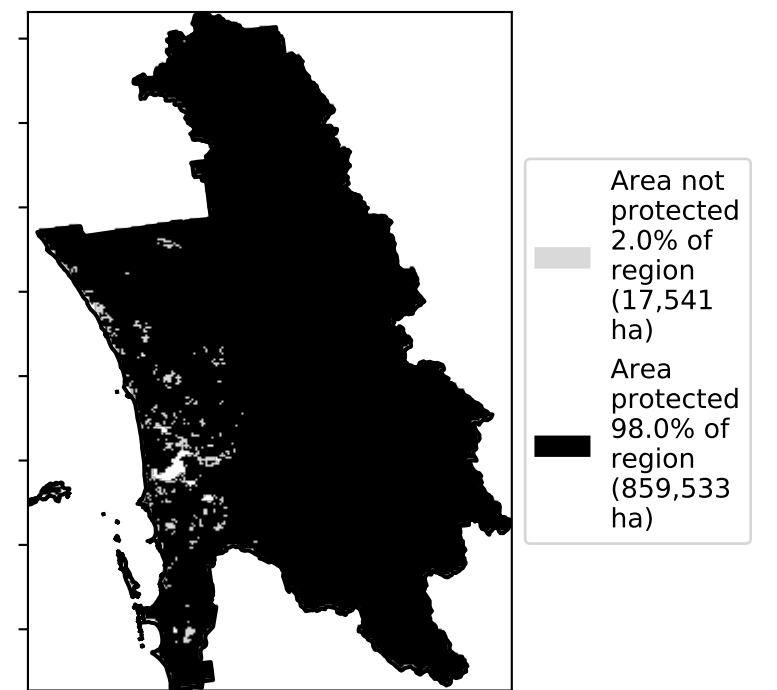 Area not
protected
2.0% of
region
(17,541
ha)
Area
protected
98.0% of
region
(859,533
ha)